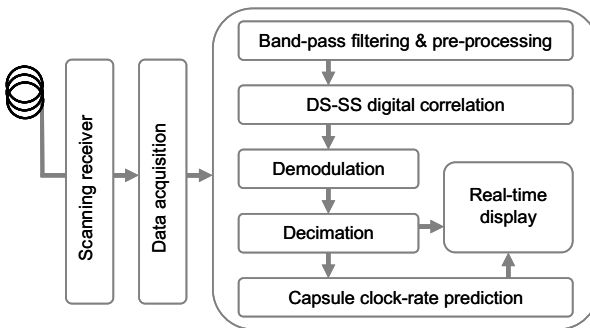 Scanning receiver
Data acquisition
Band-pass filtering & pre-processing
DS-SS digital correlation
Demodulation
Decimation
Real-time
display
Capsule clock-rate prediction